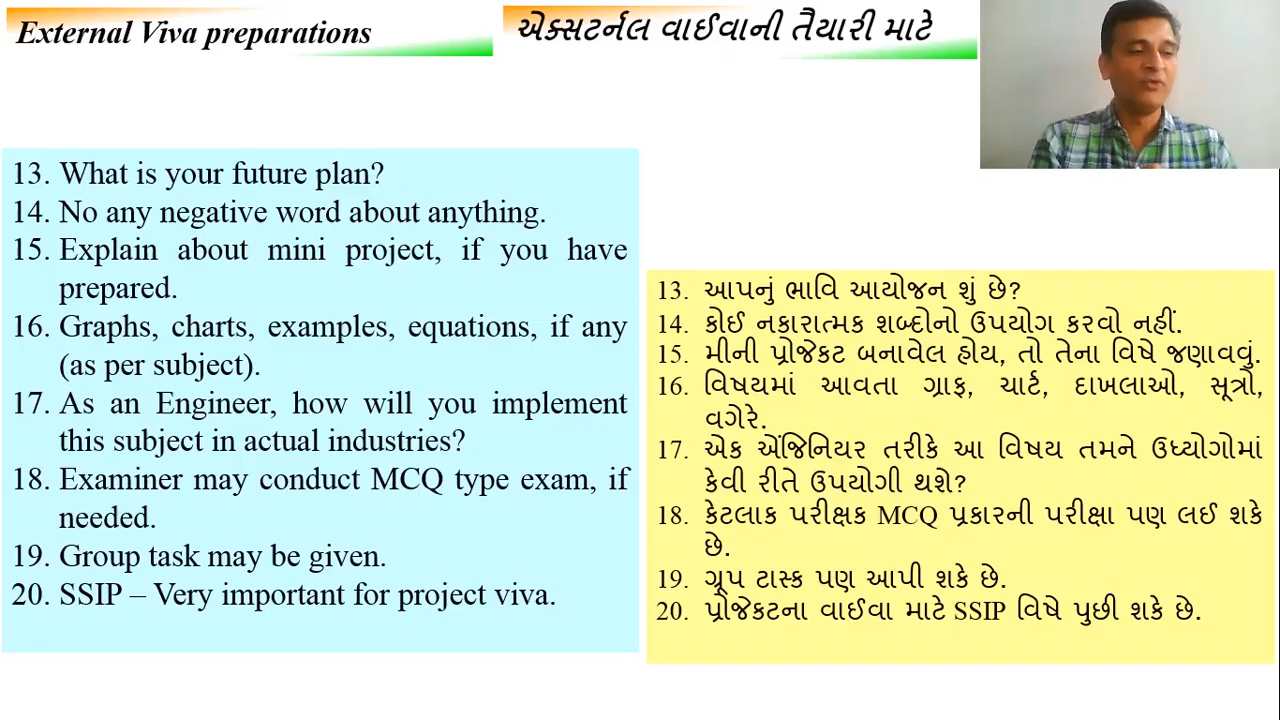 External Viva preparations
એક્સટર્નલ વાઈવાની તૈયારી માટે
13. What is your future plan?
14. No any negative word about anything.
15. Explain about mini project, if you have
prepared.
16. Graphs, charts, examples, equations, if any
(as per subject).
17. As an Engineer, how will you implement
this subject in actual industries?
18. Examiner may conduct MCQ type exam, if
needed.
19. Group task may be given.
20. SSIP – Very important for project viva.
13. આપનું ભાવિ આયોજન શું છે?
14. કોઈ નકારાત્મક શબ્દોનો ઉપયોગ કરવો નહીં.
15. મીની પ્રોજેકટ બનાવેલ હોય, તો તેના વિષે જણાવવું.
16. વિષયમાં આવતા ગ્રાફ, ચાર્ટ, દાખલાઓ, સૂત્રૉ,
વગેરે.
17. એક એંજિનિયર તરીકે આ વિષય તમને ઉધ્યોગોમાં
કેવી રીતે ઉપયોગી થશે?
18. કેટલાક પરીક્ષક MCQ પ્રકારની પરીક્ષા પણ લઈ શકે
છે.
19. ગ્રૂપ ટાસ્ક પણ આપી શકે છે.
20. પ્રોજેકટના વાઈવા માટે SSIP વિષે પુછી શકે છે.